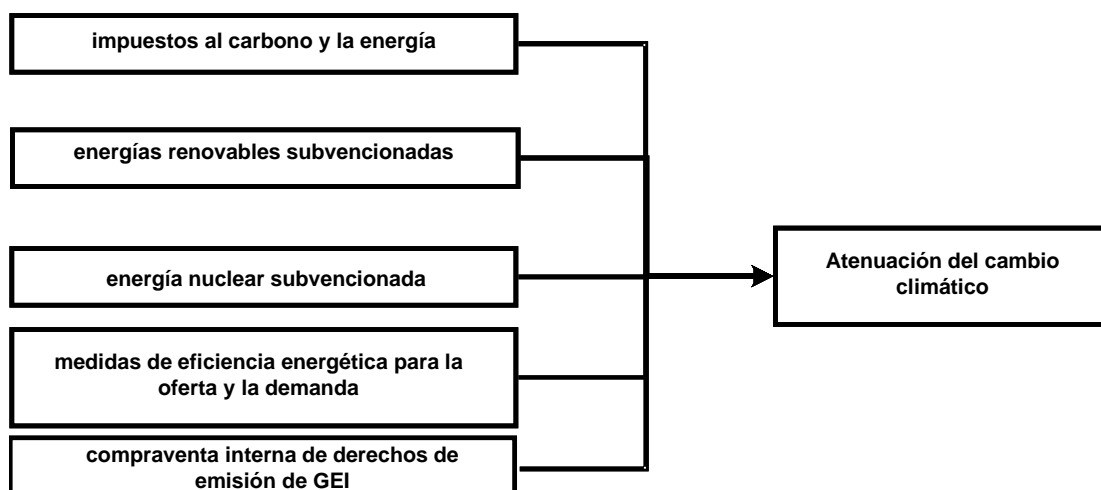 impuestos al carbono y la energía
energías renovables subvencionadas
energía nuclear subvencionada
Atenuación del cambio
climático
medidas de eficiencia energética para la
oferta y la demanda
compraventa interna de derechos de
emisión de GEI